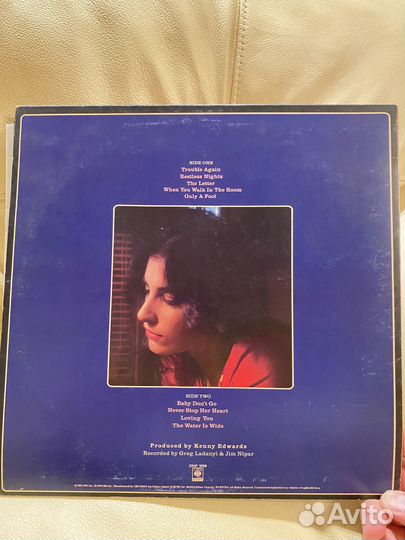 SIDE ONE
Trouble Again
Restless Nights
The Letter
When You Walk In The Room
Only A Fool
SIDE TWO
Baby Don't Go
Never Stop Her Heart
Loving You
The Water Is Wide
Produced by Kenny Edwards
Recorded by Greg Ladanyi & Jim Nipar
Avito